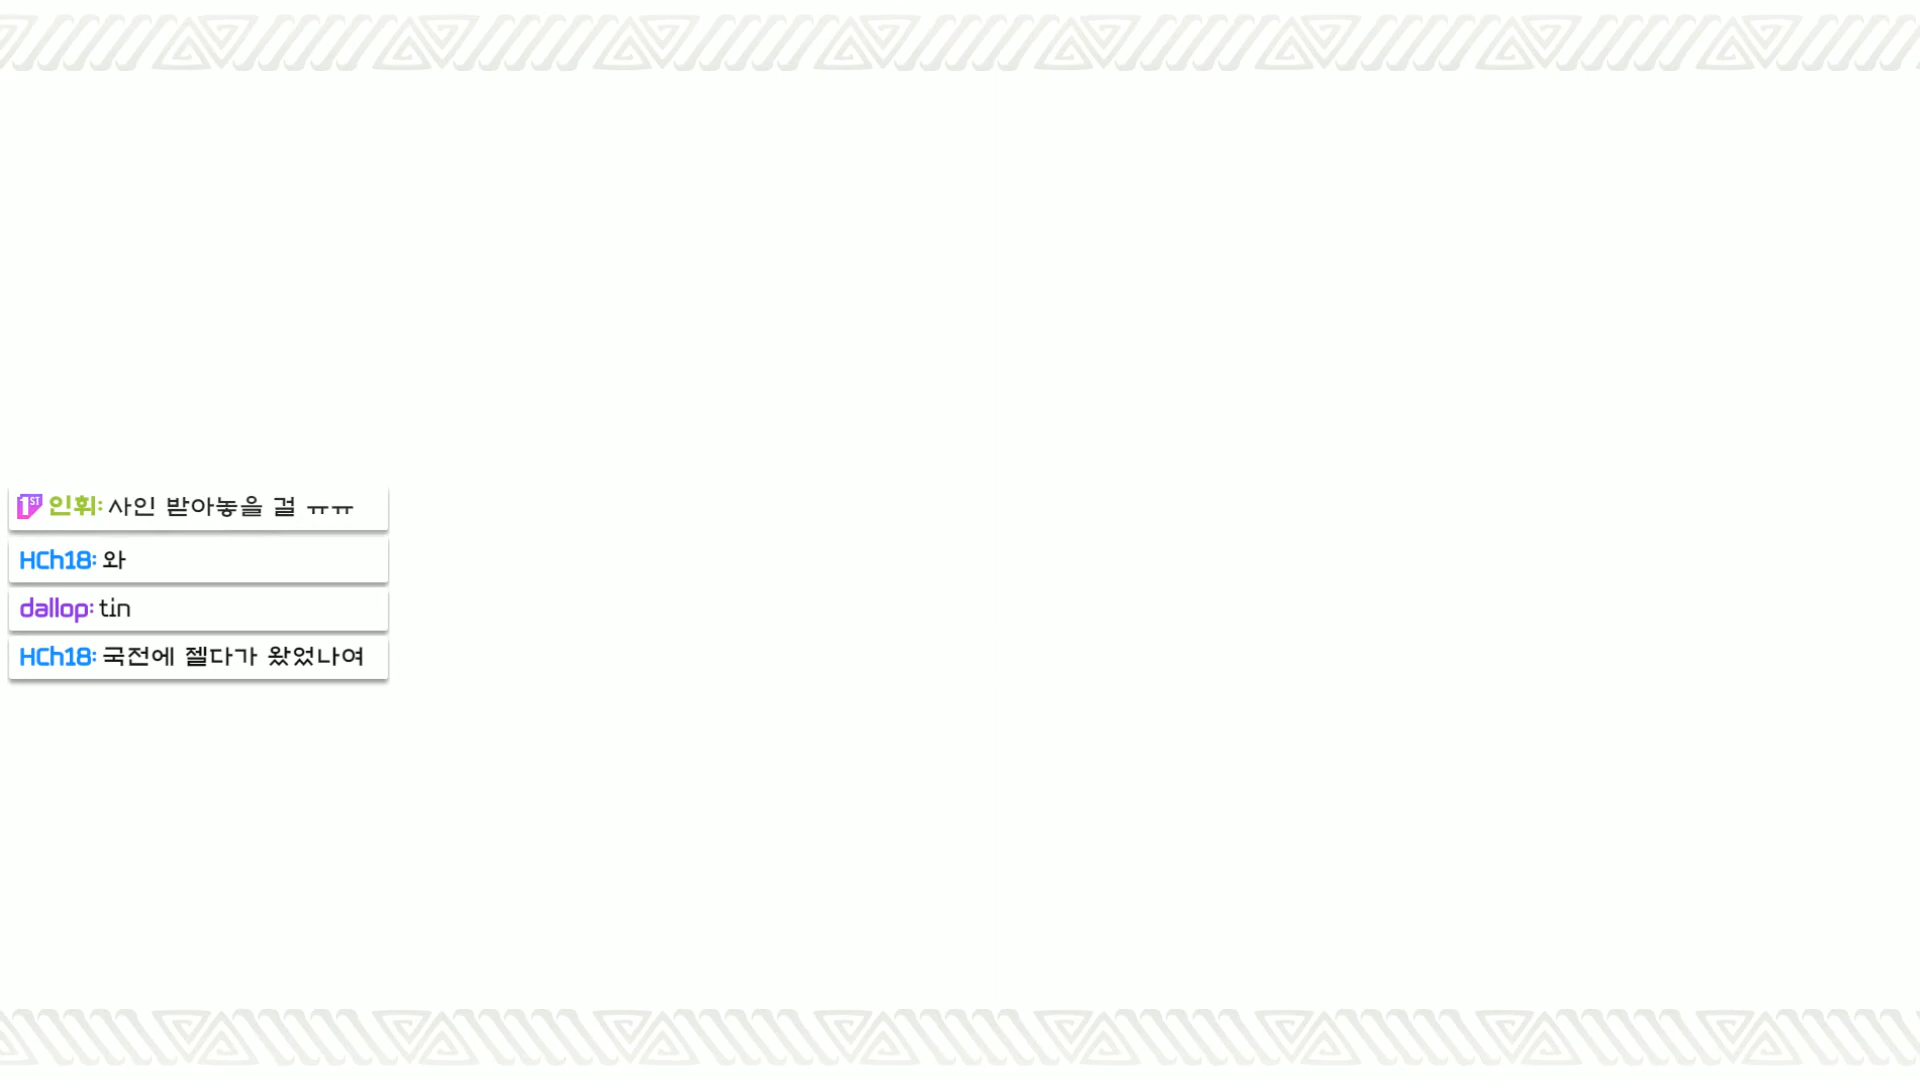 1ST 인휘: 사인 받아놓을 걸 ㅠㅠ
HCh18: 와
dallop: tin
HCh18: 국전에 젤다가 왔었나여